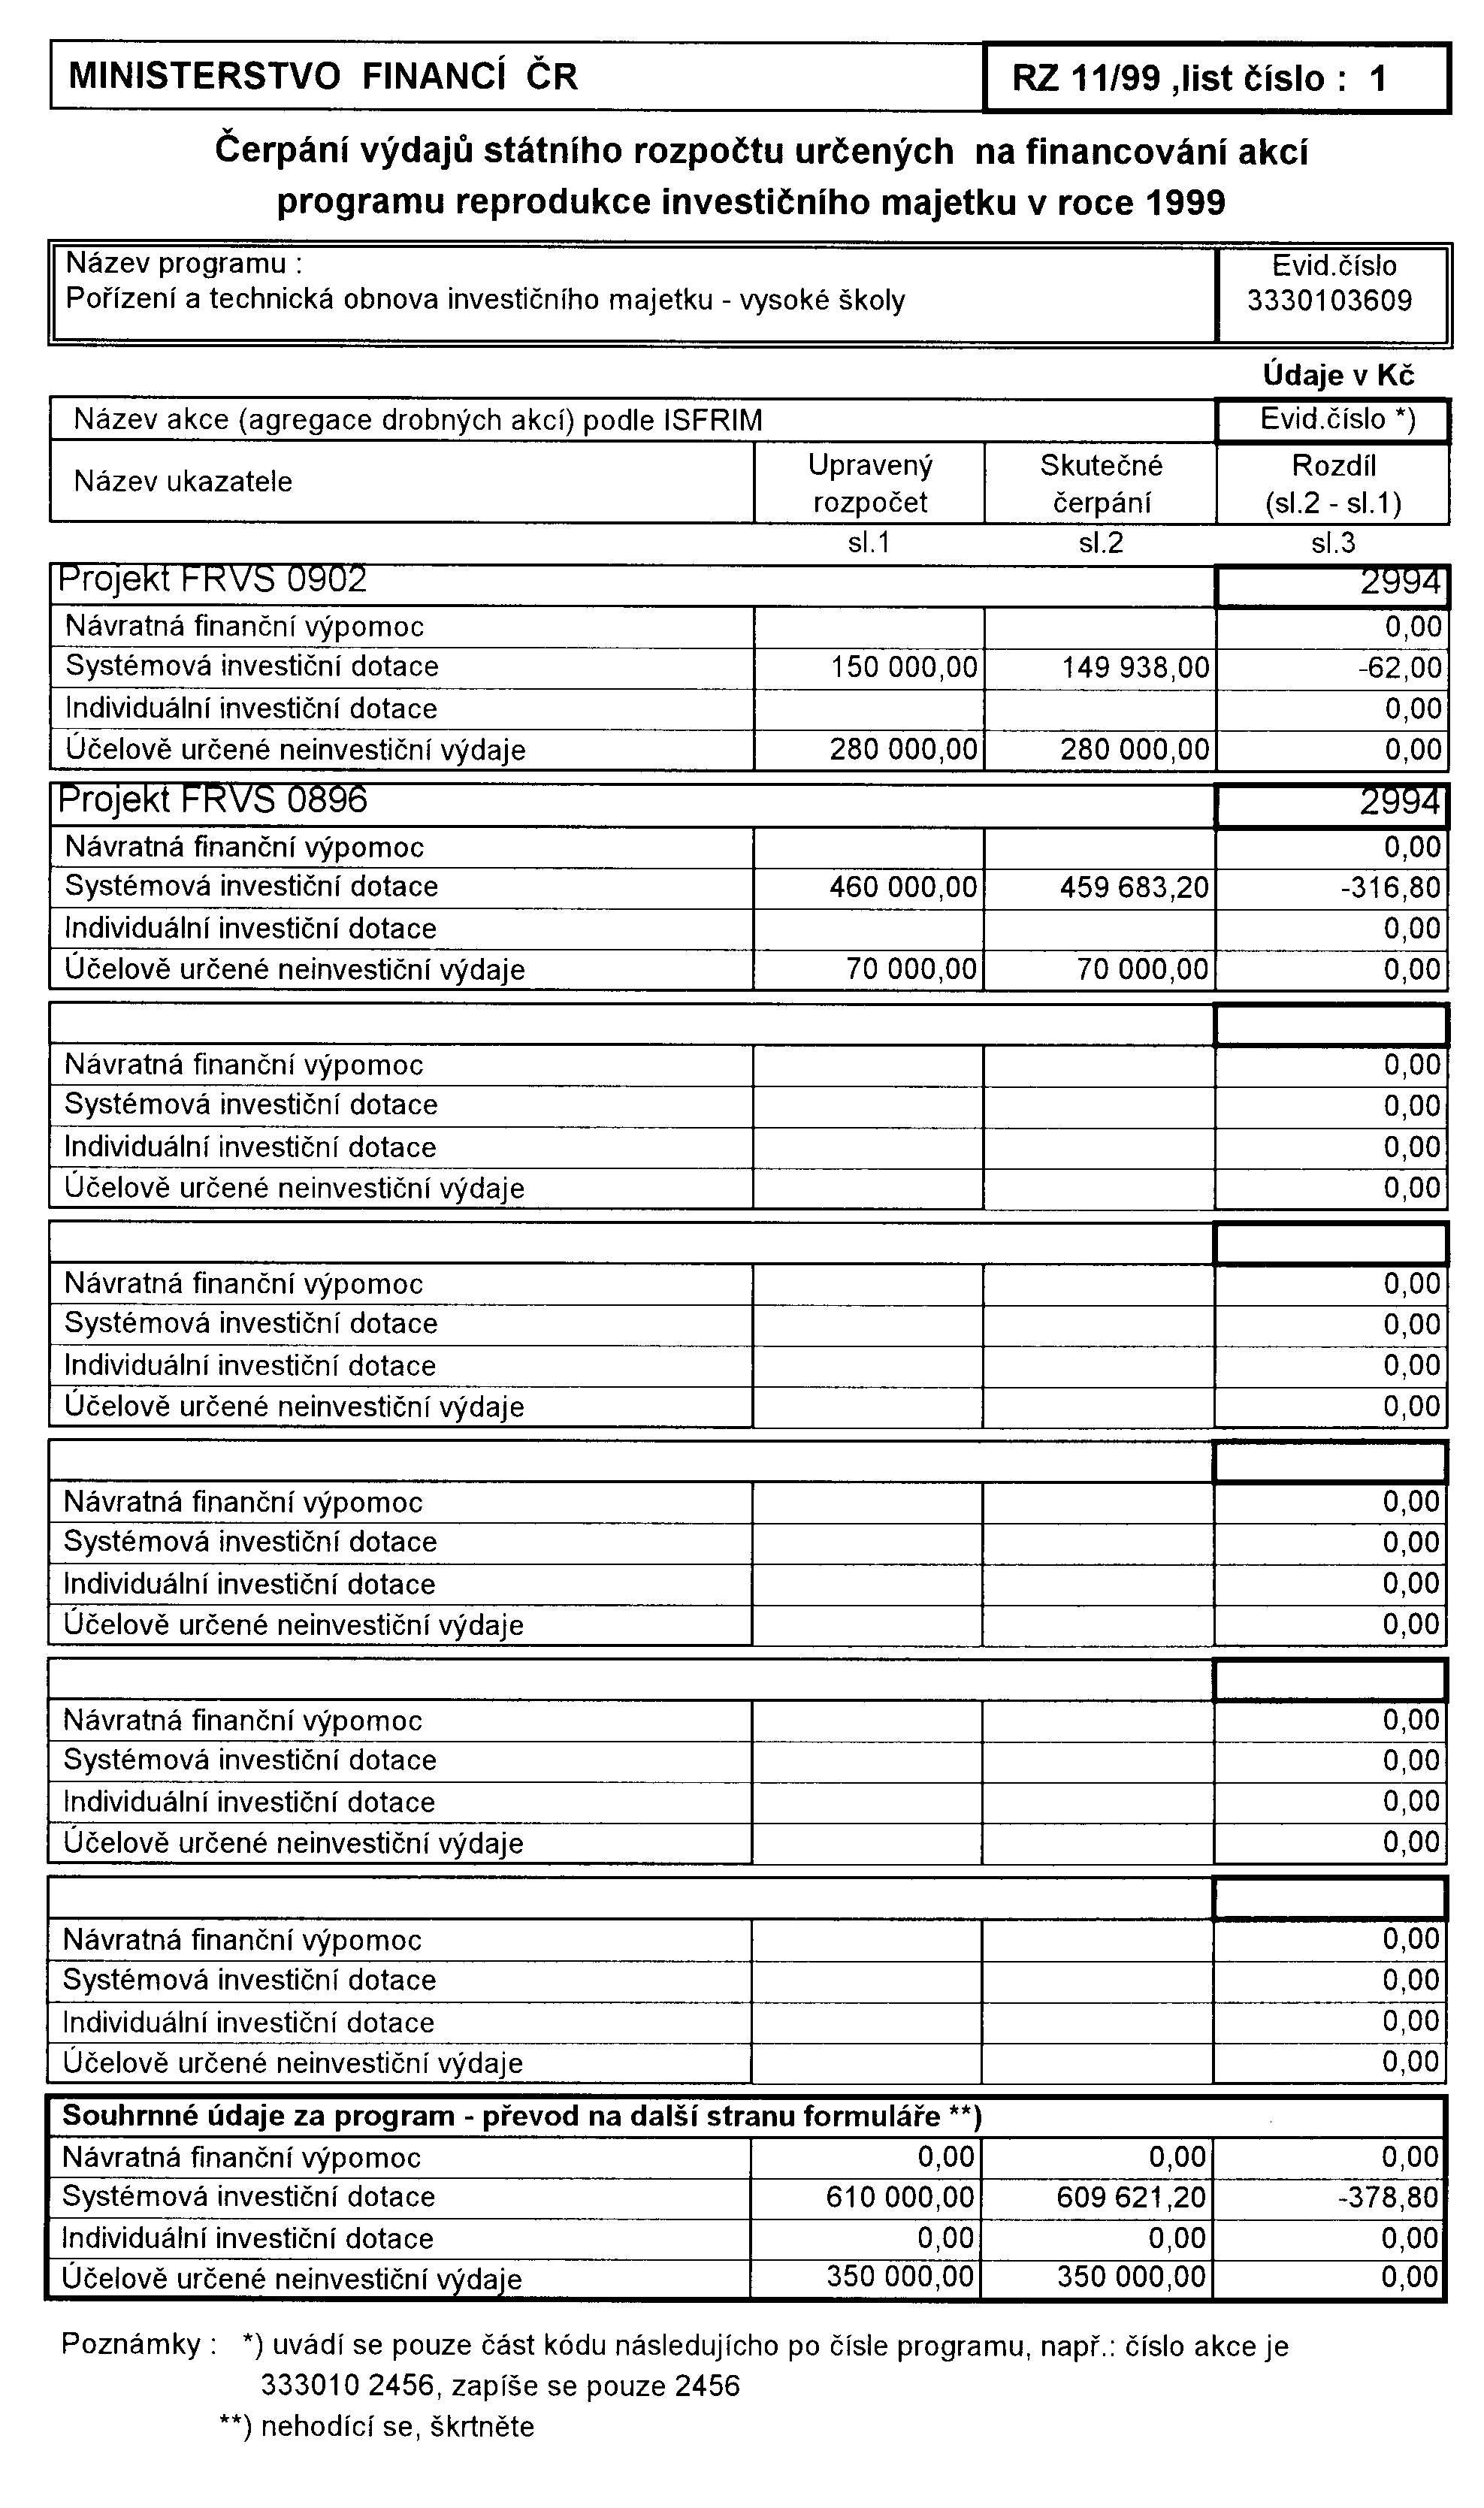 MINISTERSTVO FINANCÍ ČR RZ 11/99 ,list číslo : 1
Čerpání výdajů státního rozpočtu určených na financování akcí
programu reprodukce investičního majetku v roce 1999
Název programu : Evid.číslo
Pořízení a technická obnova investičního majetku - vysoké školy 3330103609
Údaje v Kč
Název akce (agregace drobných akcí) podle ISFRIM Evid.číslo *)
Název ukazatele Upravený rozpočet Skutečné čerpání Rozdíl (sl.2 - sl.1)
sl.1 sl.2 sl.3
Projekt FRVS 0902 2994
Návratná finanční výpomoc 0,00
Systémová investiční dotace 150 000,00 149 938,00 -62,00
Individuální investiční dotace 0,00
Účelově určené neinvestiční výdaje 280 000,00 280 000,00 0,00
Projekt FRVS 0896 2994
Návratná finanční výpomoc 0,00
Systémová investiční dotace 460 000,00 459 683,20 -316,80
Individuální investiční dotace 0,00
Účelově určené neinvestiční výdaje 70 000,00 70 000,00 0,00
Návratná finanční výpomoc 0,00
Systémová investiční dotace 0,00
Individuální investiční dotace 0,00
Účelově určené neinvestiční výdaje 0,00
Návratná finanční výpomoc 0,00
Systémová investiční dotace 0,00
Individuální investiční dotace 0,00
Účelově určené neinvestiční výdaje 0,00
Návratná finanční výpomoc 0,00
Systémová investiční dotace 0,00
Individuální investiční dotace 0,00
Účelově určené neinvestiční výdaje 0,00
Návratná finanční výpomoc 0,00
Systémová investiční dotace 0,00
Individuální investiční dotace 0,00
Účelově určené neinvestiční výdaje 0,00
Návratná finanční výpomoc 0,00
Systémová investiční dotace 0,00
Individuální investiční dotace 0,00
Účelově určené neinvestiční výdaje 0,00
Souhrnné údaje za program - převod na další stranu formuláře **)
Návratná finanční výpomoc 0,00 0,00 0,00
Systémová investiční dotace 610 000,00 609 621,20 -378,80
Individuální investiční dotace 0,00 0,00 0,00
Účelově určené neinvestiční výdaje 350 000,00 350 000,00 0,00
Poznámky : *) uvádí se pouze část kódu následujícho po čísle programu, např.: číslo akce je
333010 2456, zapíše se pouze 2456
**) nehodící se, škrtněte